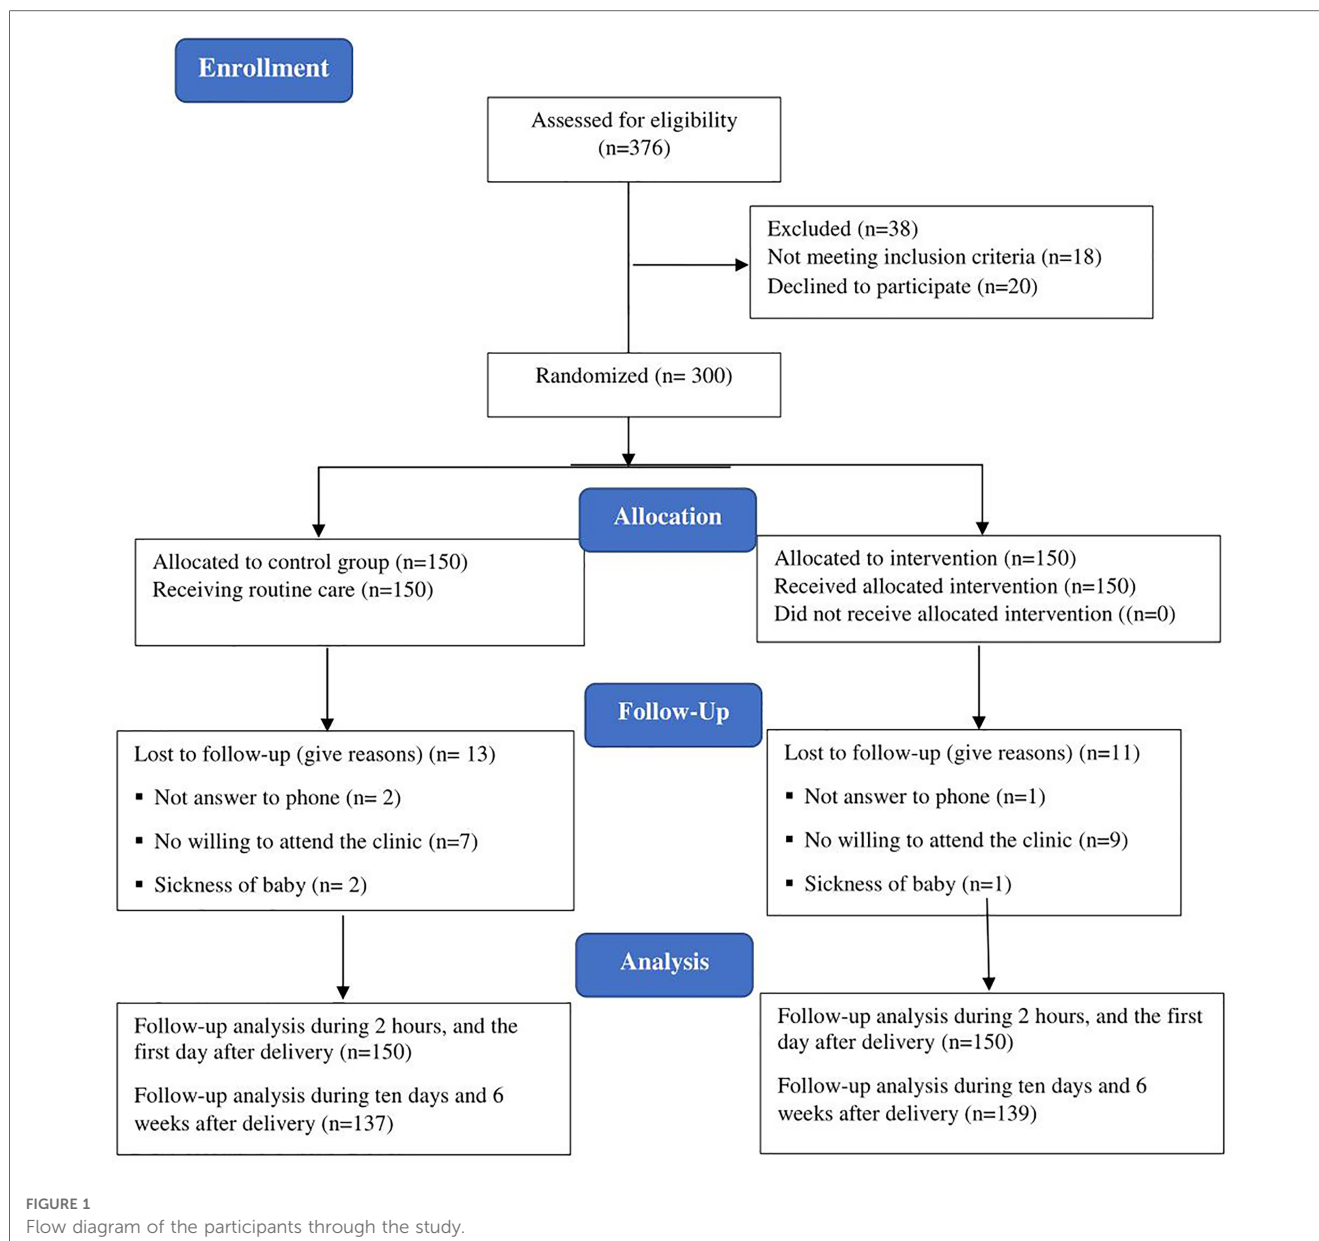 Enrollment
Assessed for eligibility
(n=376)
Excluded (n=38)
Not meeting inclusion criteria (n=18)
Declined to participate (n=20)
Randomized (n= 300)
Allocation
Allocated to control group (n=150)
Receiving routine care (n=150)
Allocated to intervention (n=150)
Received allocated intervention (n=150)
Did not receive allocated intervention ((n=0)
Follow-Up
Lost to follow-up (give reasons) (n= 13)
▪ Not answer to phone (n= 2)
▪ No willing to attend the clinic (n=7)
▪ Sickness of baby (n= 2)
Lost to follow-up (give reasons) (n=11)
▪ Not answer to phone (n=1)
▪ No willing to attend the clinic (n=9)
▪ Sickness of baby (n=1)
Analysis
Follow-up analysis during 2 hours, and the
first day after delivery (n=150)
Follow-up analysis during ten days and 6
weeks after delivery (n=137)
Follow-up analysis during 2 hours, and the first
day after delivery (n=150)
Follow-up analysis during ten days and 6
weeks after delivery (n=139)
FIGURE 1
Flow diagram of the participants through the study.